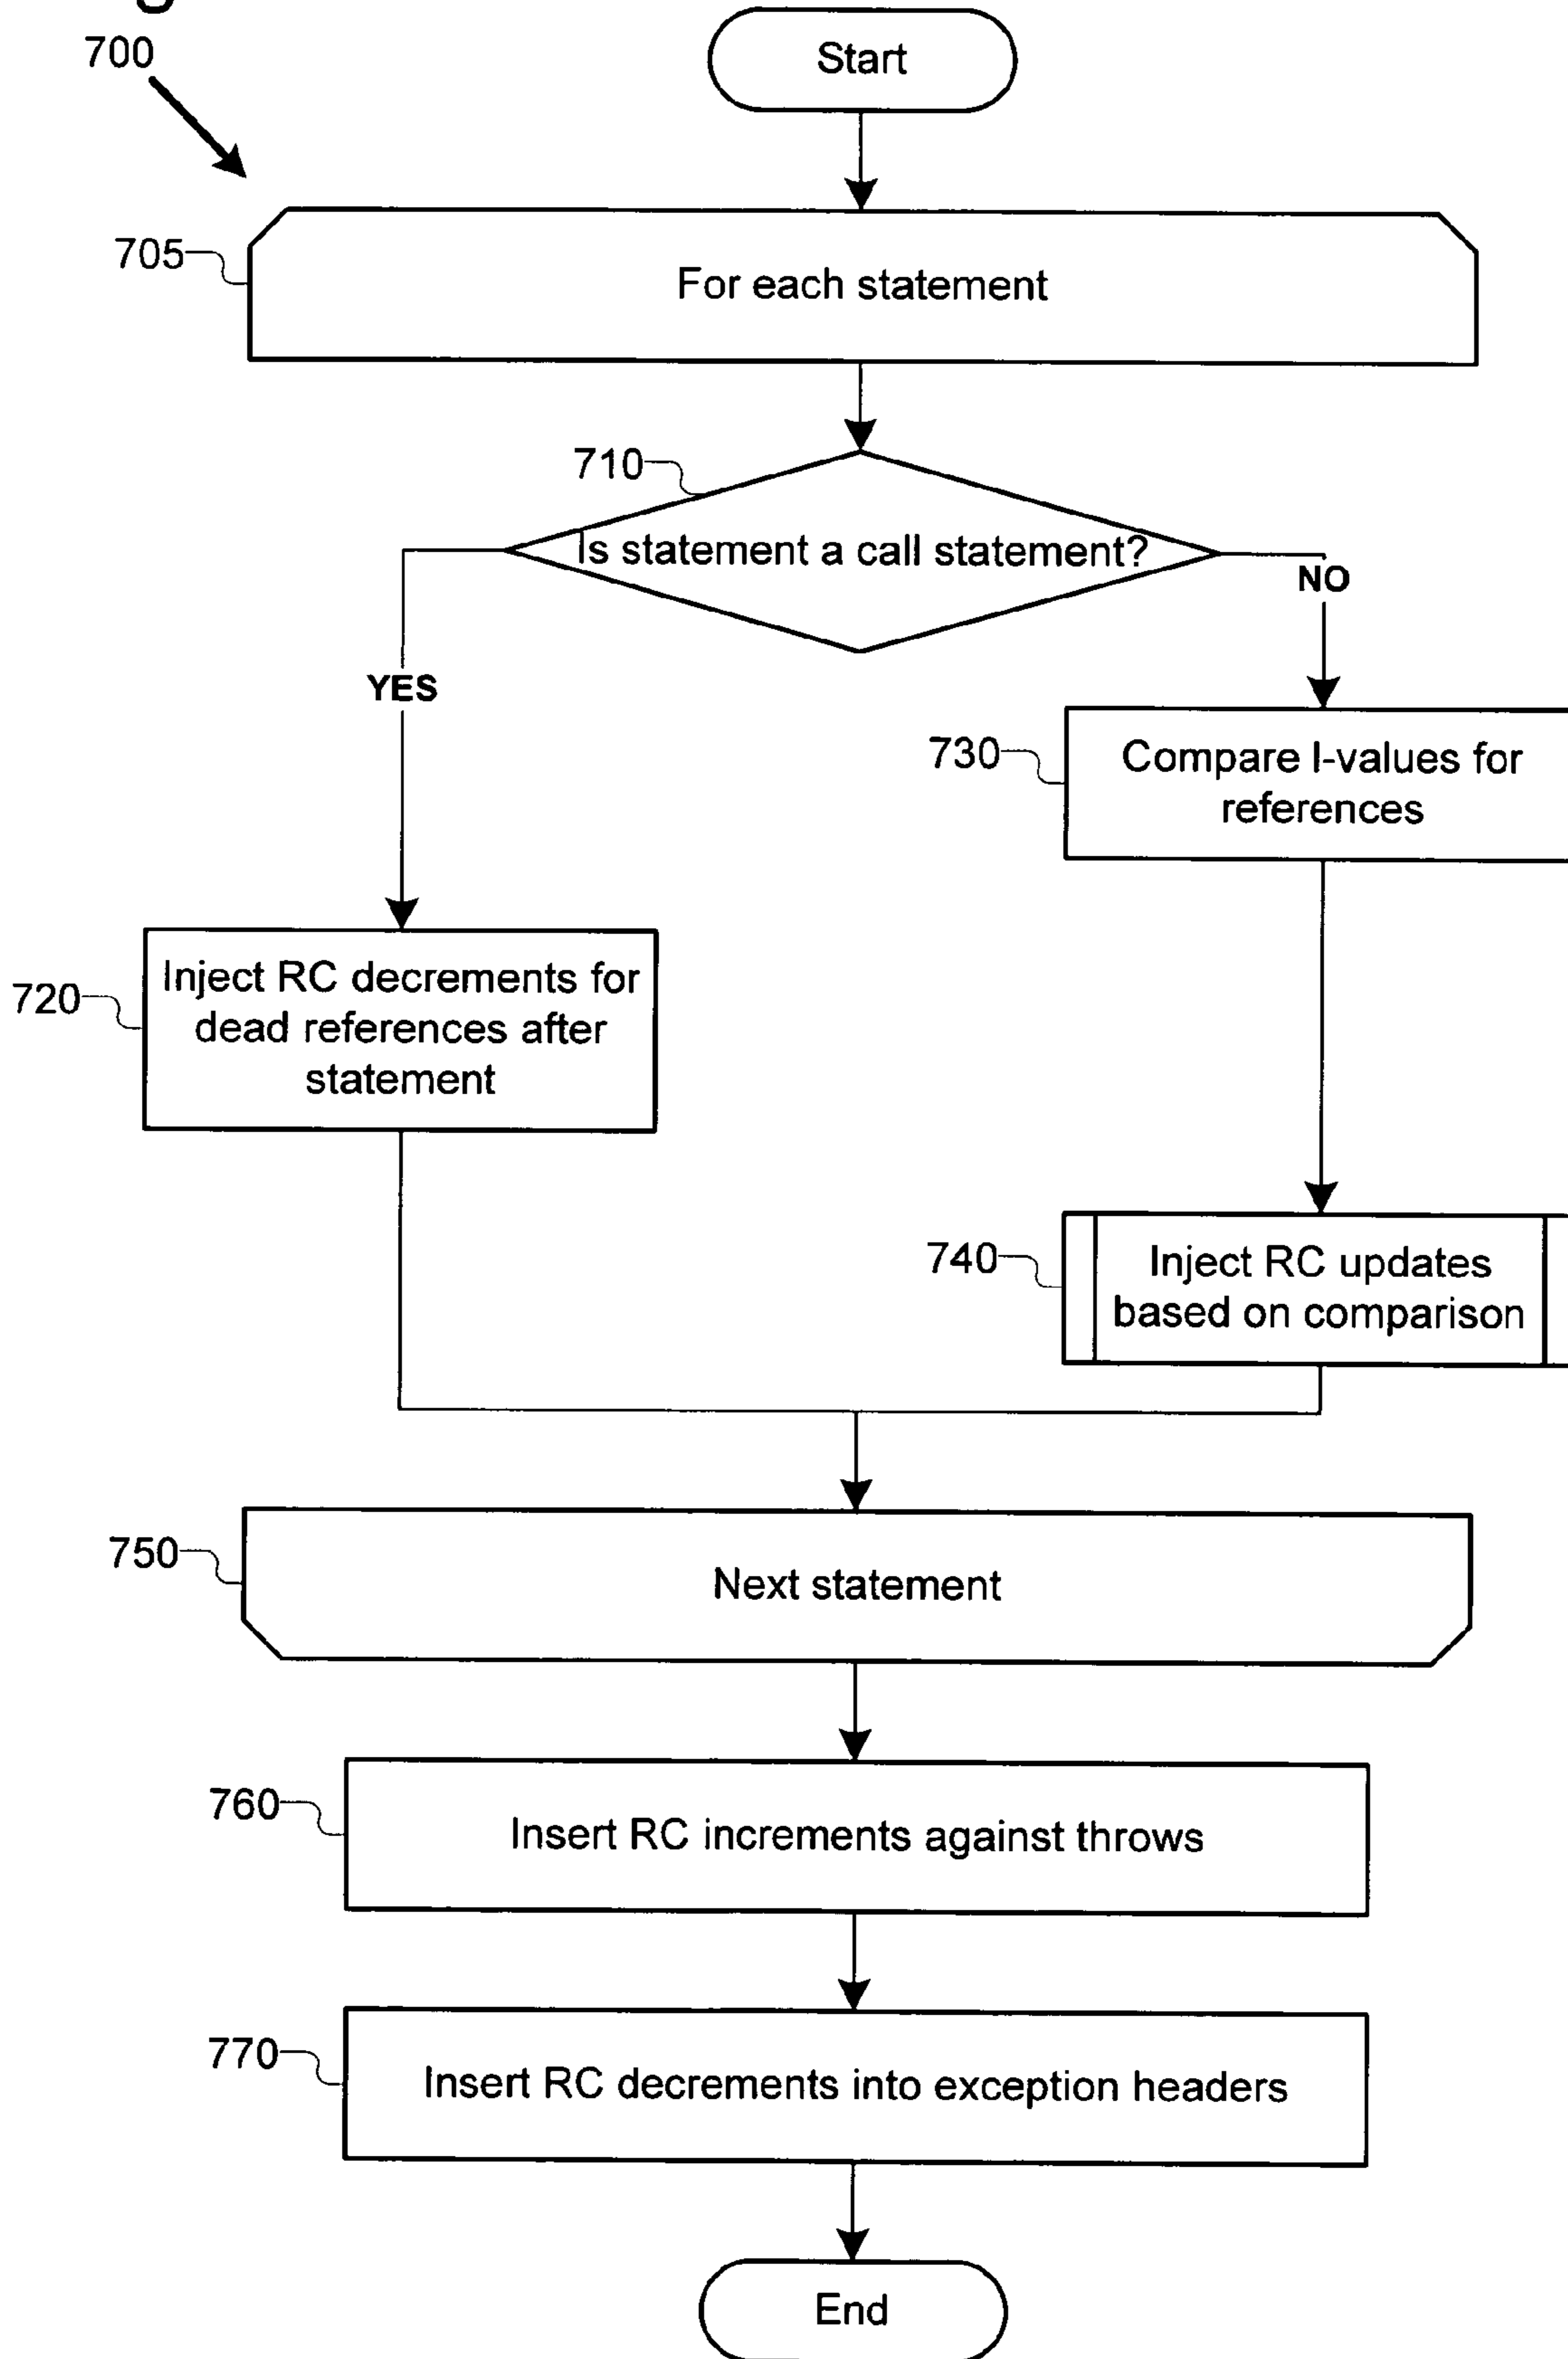 700
Start
705
For each statement
710
Is statement a call statement?
NO
YES
730
Compare l-values for
references
720
Inject RC decrements for
dead references after
statement
740
Inject RC updates
based on comparison
750
Next statement
760
Insert RC increments against throws
770
Insert RC decrements into exception headers
End